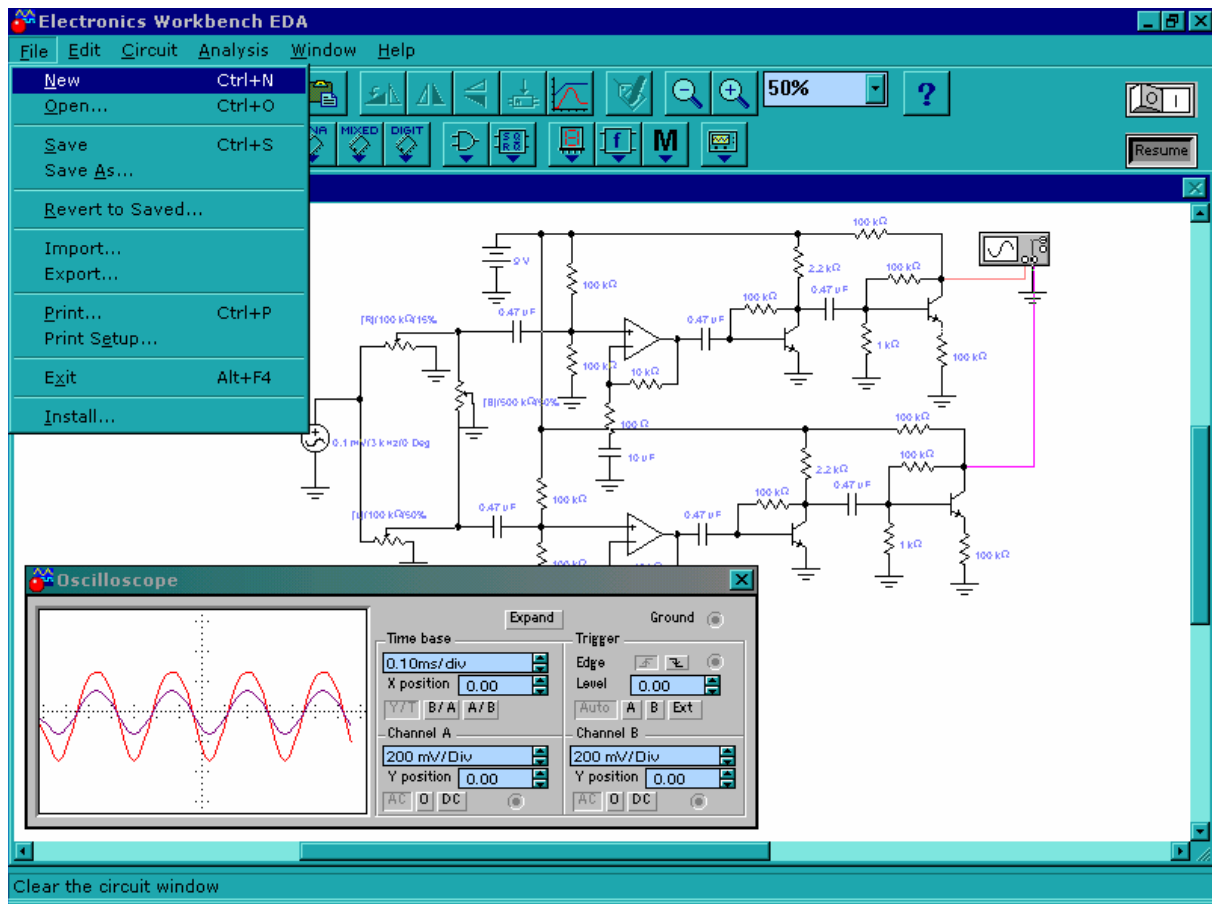 Electronics Workbench EDA
File Edit Circuit Analysis Window Help
New Ctrl+N
Open... Ctrl+O
Save Ctrl+S
Save As...
Revert to Saved...
Import...
Export...
Print... Ctrl+P
Print Setup...
Exit Alt+F4
Install...
MIXED DIGIT
M
50%
?
Resume
100 kΩ
2.2 kΩ
100 kΩ
100 kΩ
0.47 uF
100 kΩ
0.47 uF
0.47 uF
[R]/100 kΩ/15%
1 kΩ
100 kΩ
100 kΩ
10 kΩ
100 Ω
100 kΩ
10 uF
100 kΩ
2.2 kΩ
0.47 uF
100 kΩ
100 kΩ
0.47 uF
0.47 uF
1 kΩ
100 kΩ
Oscilloscope
Expand Ground
Time base Trigger
0.10ms/div Edge
X position 0.00 Level 0.00
Y/T B/A A/B Auto A B Ext
Channel A Channel B
200 mV/Div 200 mV/Div
Y position 0.00 Y position 0.00
AC 0 DC AC 0 DC
Clear the circuit window